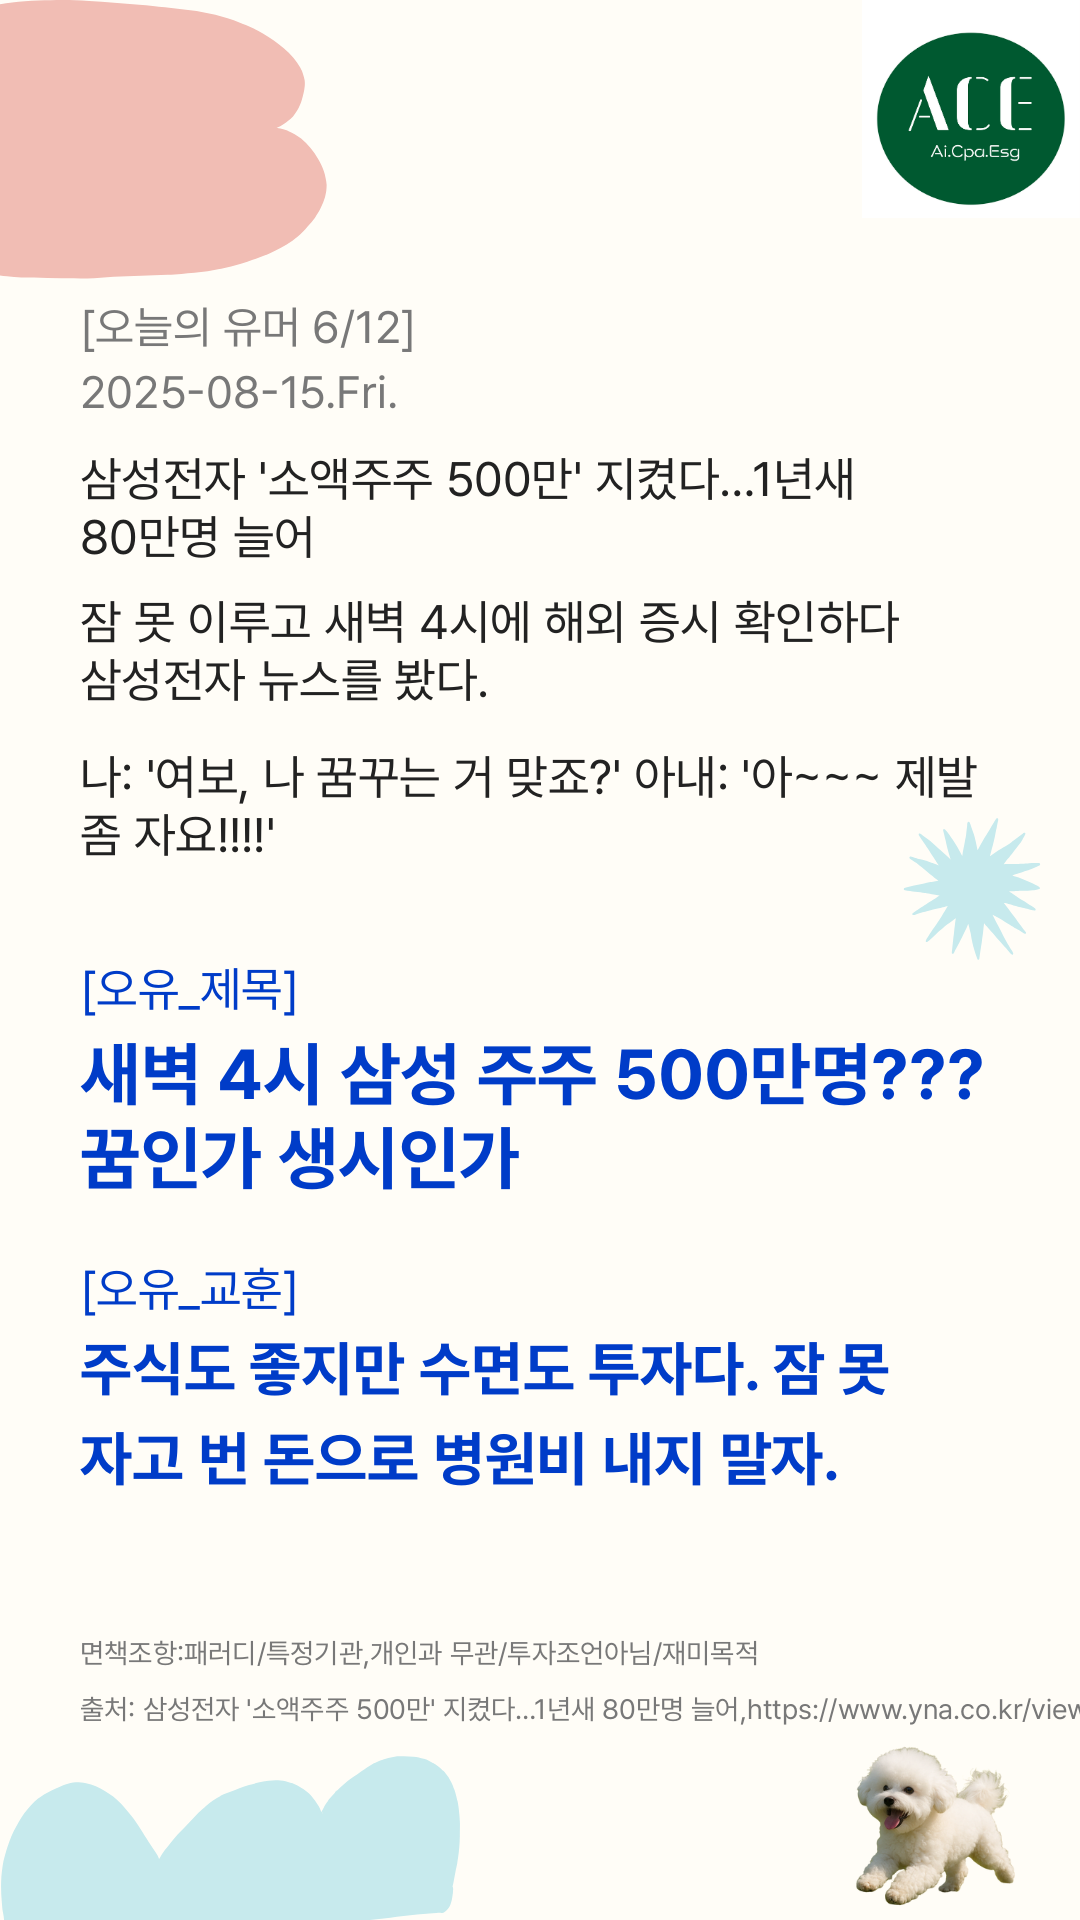 ACE
Ai.Cpa.Esg
[오늘의 유머 6/12]
2025-08-15.Fri.
삼성전자 '소액주주 500만' 지켰다...1년새
80만명 늘어
잠 못 이루고 새벽 4시에 해외 증시 확인하다
삼성전자 뉴스를 봤다.
나: '여보, 나 꿈꾸는 거 맞죠?' 아내: '아~~~ 제발
좀 자요!!!!'
[오유_제목]
새벽 4시 삼성 주주 500만명???
꿈인가 생시인가
[오유_교훈]
주식도 좋지만 수면도 투자다. 잠 못
자고 번 돈으로 병원비 내지 말자.
면책조항:패러디/특정기관,개인과 무관/투자조언아님/재미목적
출처: 삼성전자 '소액주주 500만' 지켰다...1년새 80만명 늘어,https://www.yna.co.kr/view